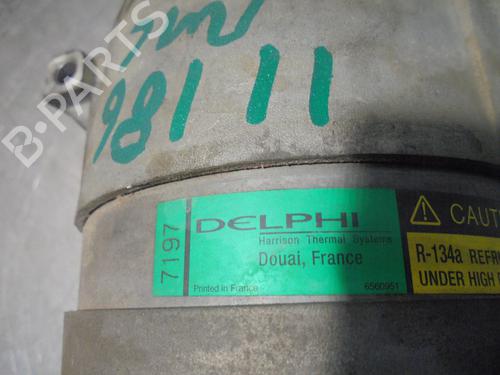 98111
B-PARTS
7197
DELPHI
Harrison Thermal Systems
Douai, France
Printed in France
6560951
CAUT
R-134a REFR
UNDER HIGH